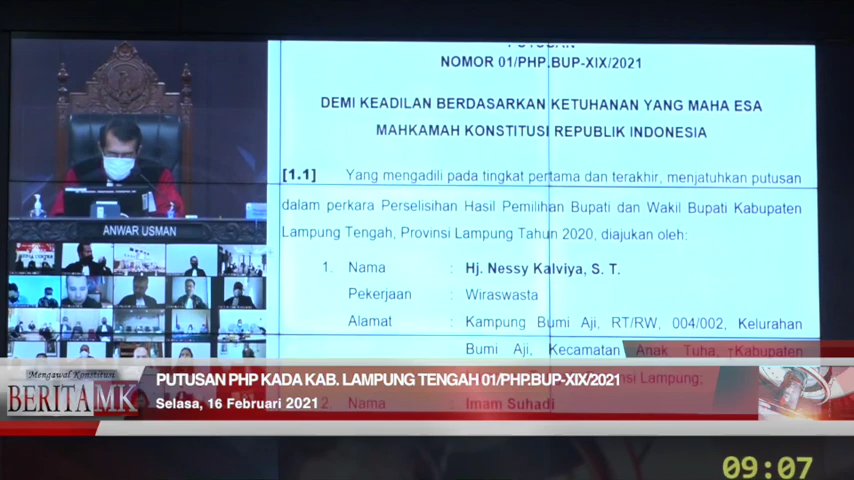 PUTUSAN
NOMOR 01/PHP.BUP-XIX/2021
DEMI KEADILAN BERDASARKAN KETUHANAN YANG MAHA ESA
MAHKAMAH KONSTITUSI REPUBLIK INDONESIA
[1.1] Yang mengadili pada tingkat pertama dan terakhir, menjatuhkan putusan
dalam perkara Perselisihan Hasil Pemilihan Bupati dan Wakil Bupati Kabupaten
Lampung Tengah, Provinsi Lampung Tahun 2020, diajukan oleh:
1. Nama : Hj. Nessy Kalviya, S. T.
Pekerjaan : Wiraswasta
Alamat : Kampung Bumi Aji, RT/RW, 004/002, Kelurahan
Bumi Aji, Kecamatan Anak Tuha, Kabupaten
Lampung;
2. Nama : Imam Suhadi
ANWAR USMAN
Mengawal Konstitusi
BERITA MK
PUTUSAN PHP KADA KAB. LAMPUNG TENGAH 01/PHP.BUP-XIX/2021
Selasa, 16 Februari 2021
09:07